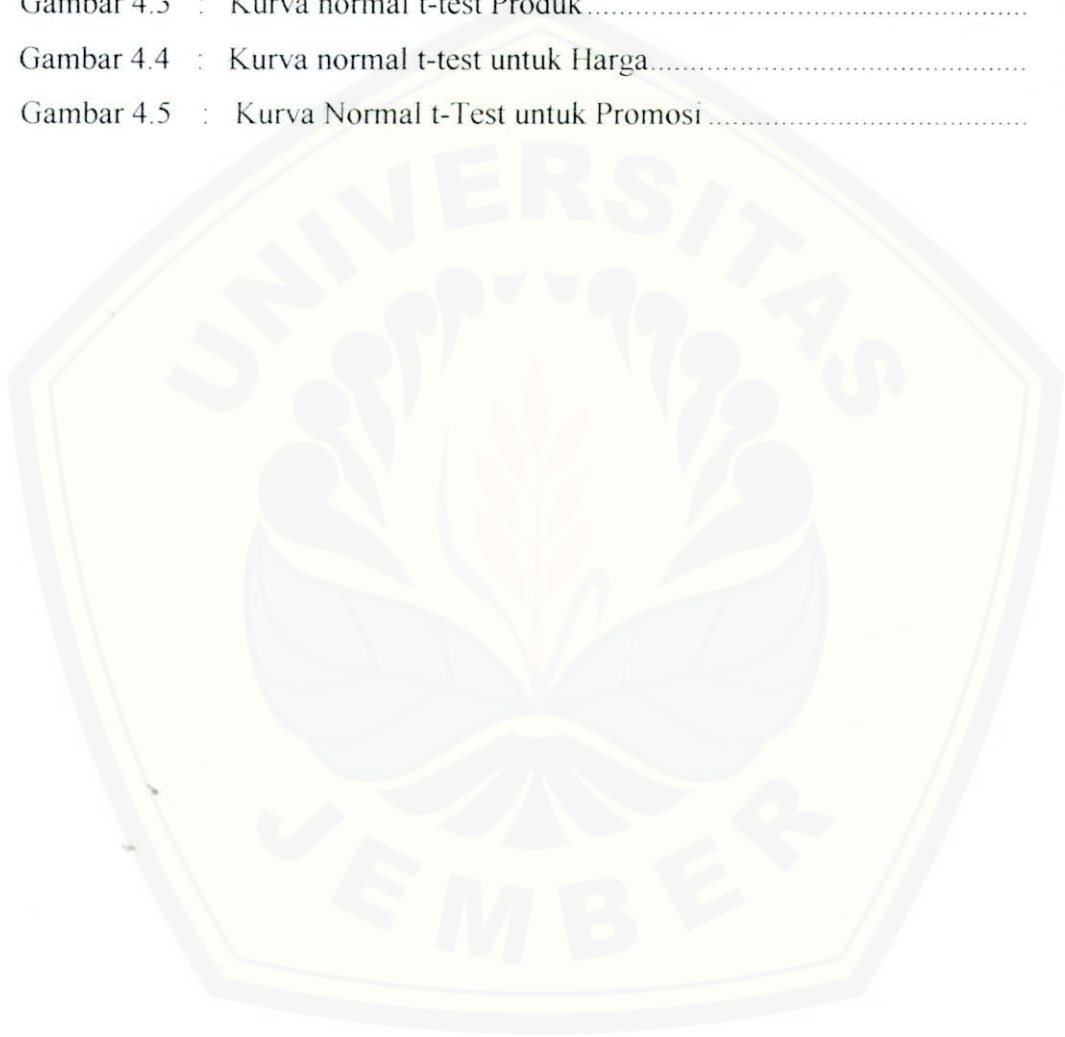 Gambar 4.3 : Kurva normal t-test Produk........................................................
Gambar 4.4 : Kurva normal t-test untuk Harga................................................
Gambar 4.5 : Kurva Normal t-Test untuk Promosi........................................
UNIVERSITAS
JEMBER